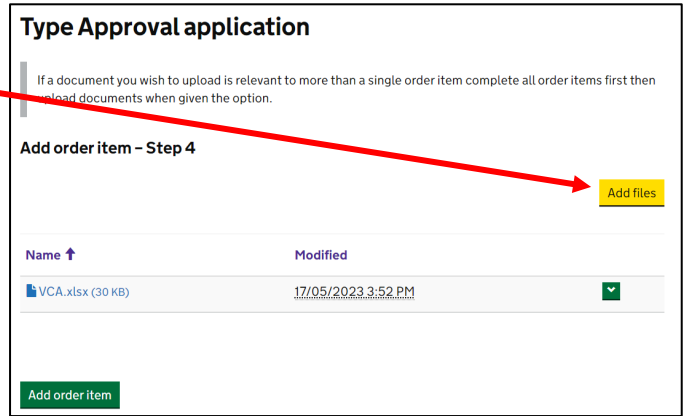 Type Approval application
If a document you wish to upload is relevant to more than a single order item complete all order items first then
upload documents when given the option.
Add order item – Step 4
Add files
Name ↑ Modified
VCA.xlsx (30 KB) 17/05/2023 3:52 PM
Add order item